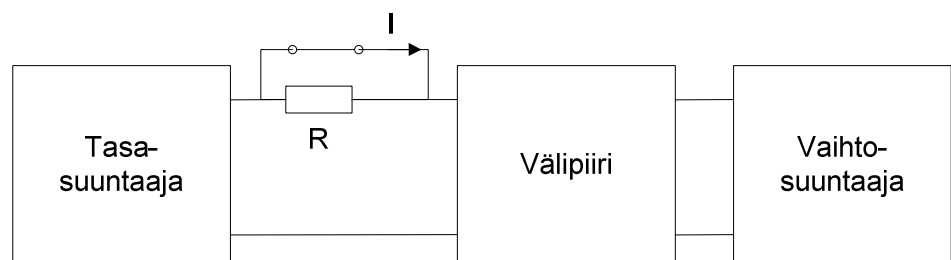 I
R
Tasa-
suuntaaja
Välipiiri
Vaihto-
suuntaaja